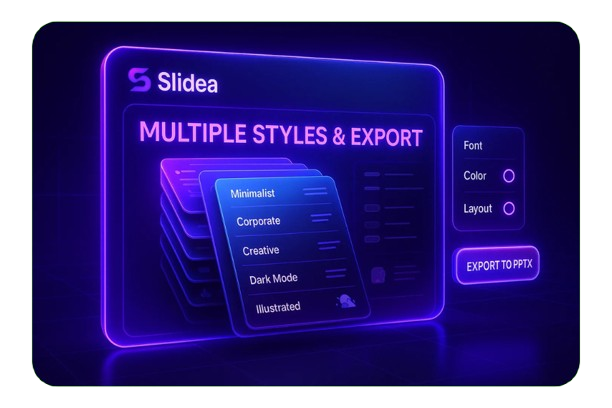 Slidea
MULTIPLE STYLES & EXPORT
Minimalist
Corporate
Creative
Dark Mode
Illustrated
Font
Color
Layout
EXPORT TO PPTX